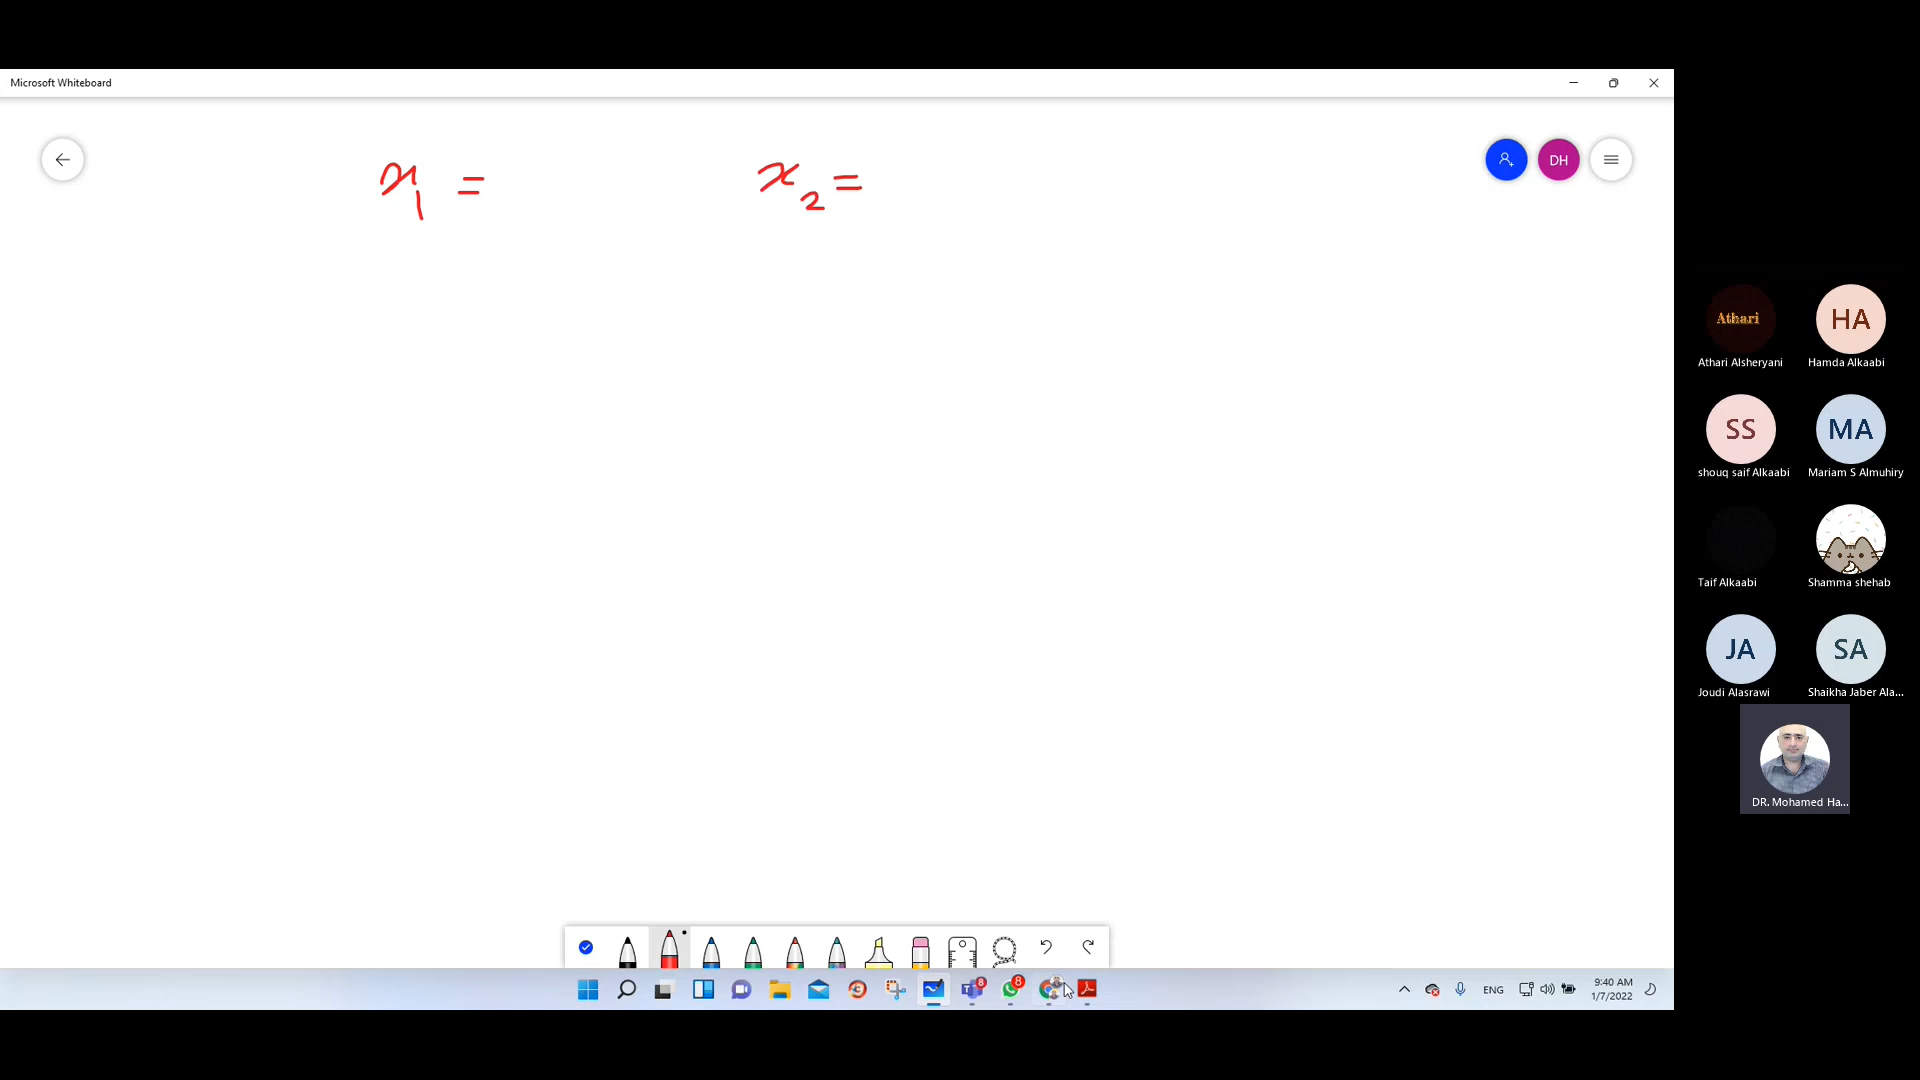 Microsoft Whiteboard
DH
x₁ =
x₂ =
Athari
HA
Athari Alsheryani
Hamda Alkaabi
SS
MA
shouq saif Alkaabi
Mariam S Almuhiry
Taif Alkaabi
Shamma shehab
JA
SA
Joudi Alasrawi
Shaikha Jaber Ala...
DR. Mohamed Ha...
8
8
ENG
9:40 AM
1/7/2022